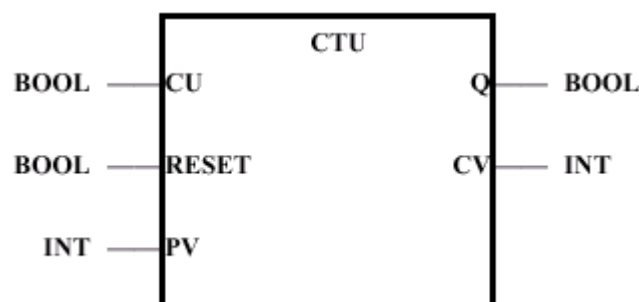 CTU
BOOL CU Q BOOL
BOOL RESET CV INT
INT PV